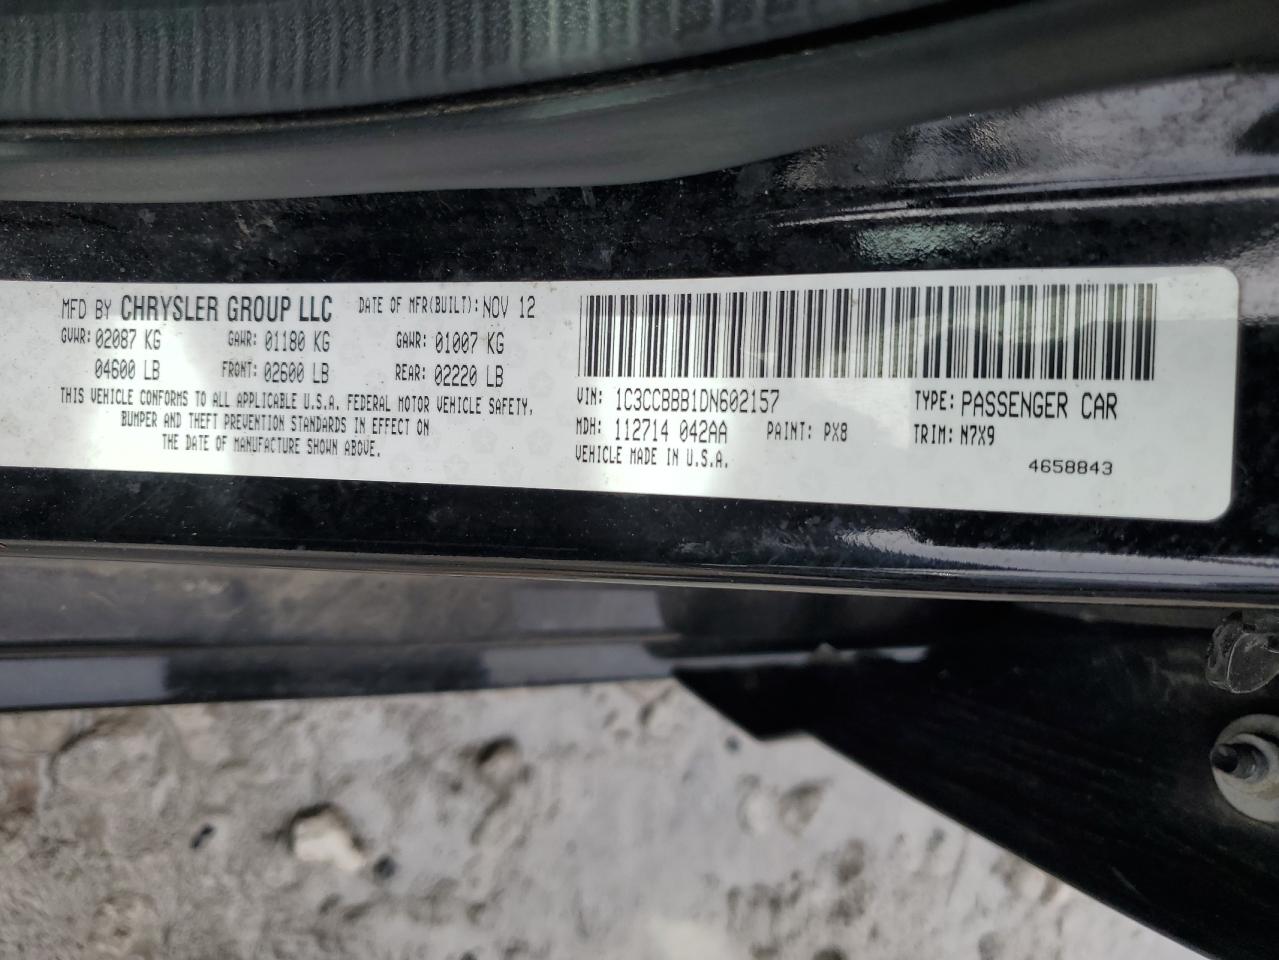 MFD BY CHRYSLER GROUP LLC DATE OF MFR(BUILT): NOV 12
GVWR: 02087 KG GAWR: 01180 KG GAWR: 01007 KG
04600 LB FRONT: 02600 LB REAR: 02220 LB
THIS VEHICLE CONFORMS TO ALL APPLICABLE U.S.A. FEDERAL MOTOR VEHICLE SAFETY,
BUMPER AND THEFT PREVENTION STANDARDS IN EFFECT ON
THE DATE OF MANUFACTURE SHOWN ABOVE.
VIN: 1C3CCBBB1DN602157 TYPE: PASSENGER CAR
MDH: 112714 042AA PAINT: PX8 TRIM: N7X9
VEHICLE MADE IN U.S.A.
4658843